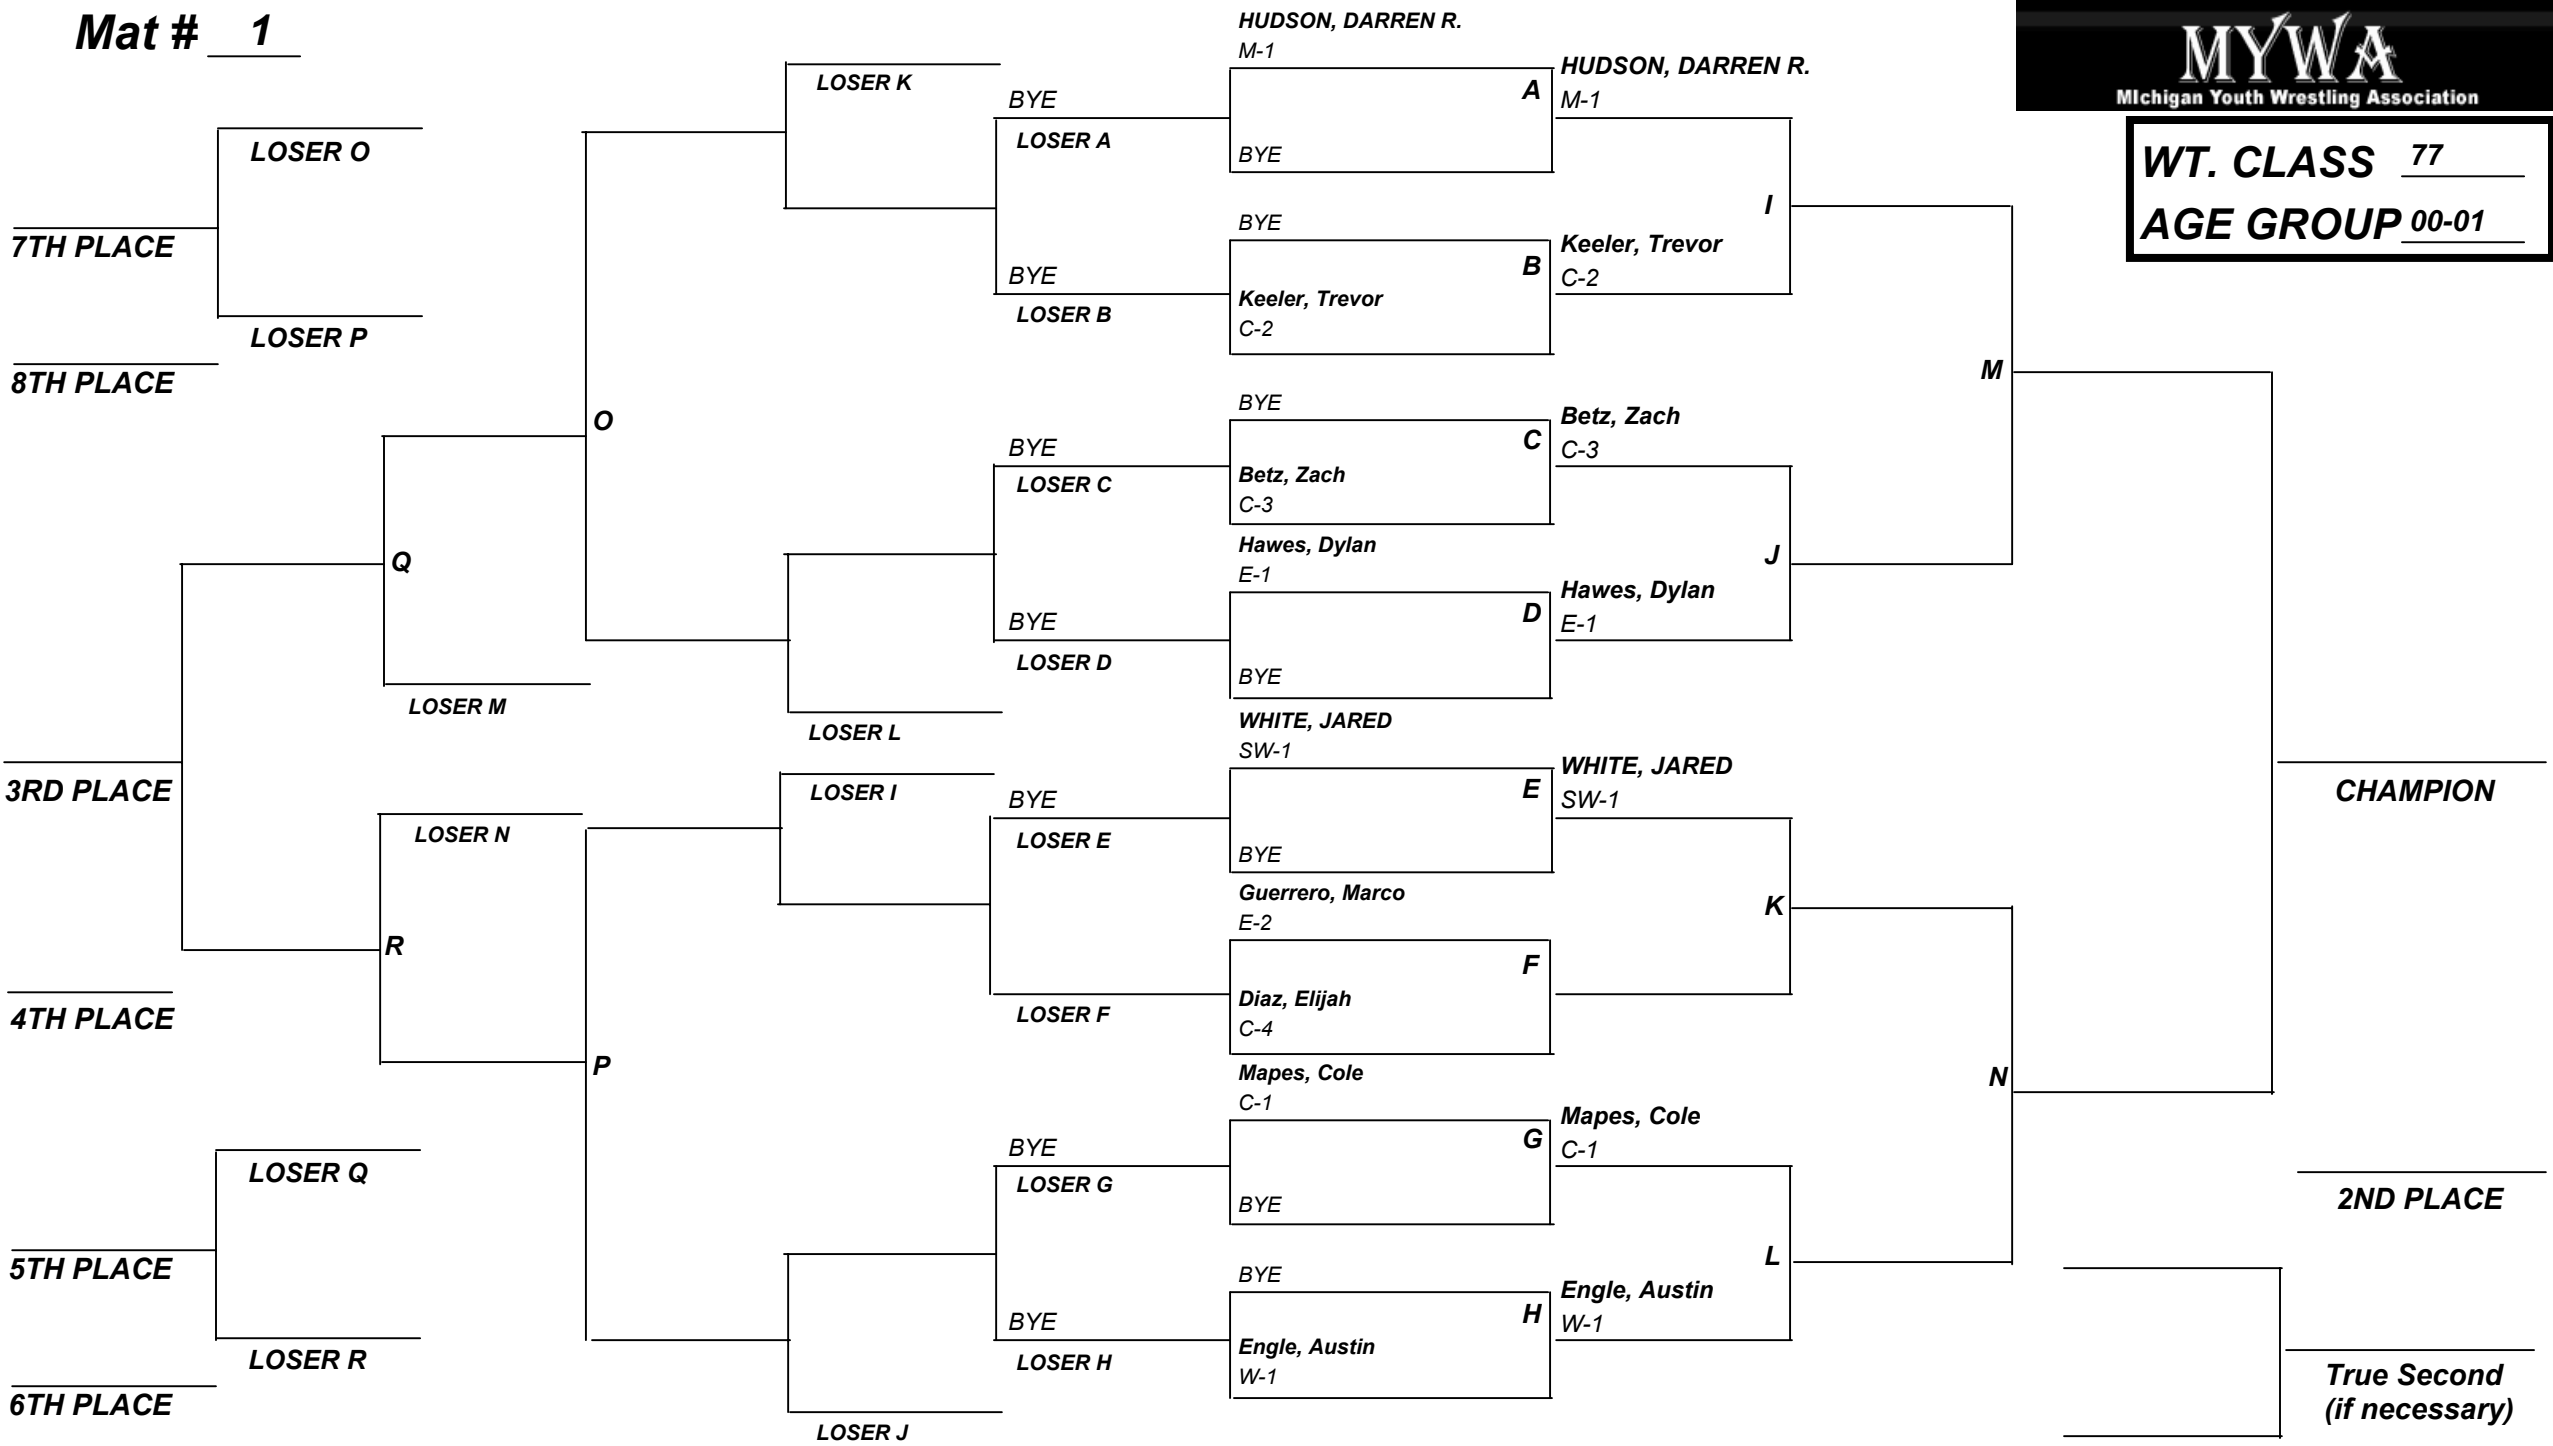 Mat # 1
MYWA
MIchigan Youth Wrestling Association
WT. CLASS 77
AGE GROUP 00-01
LOSER O
7TH PLACE
LOSER P
8TH PLACE
Q
LOSER M
3RD PLACE
LOSER N
R
4TH PLACE
LOSER Q
5TH PLACE
LOSER R
6TH PLACE
O
P
LOSER K
LOSER L
LOSER I
LOSER J
BYE
LOSER A
BYE
LOSER B
BYE
LOSER C
BYE
LOSER D
BYE
LOSER E
LOSER F
BYE
LOSER G
BYE
LOSER H
HUDSON, DARREN R.
M-1
A
BYE
BYE
B
Keeler, Trevor
C-2
BYE
C
Betz, Zach
C-3
Hawes, Dylan
E-1
D
BYE
WHITE, JARED
SW-1
E
BYE
Guerrero, Marco
E-2
F
Diaz, Elijah
C-4
Mapes, Cole
C-1
G
BYE
BYE
H
Engle, Austin
W-1
HUDSON, DARREN R.
M-1
I
Keeler, Trevor
C-2
Betz, Zach
C-3
J
Hawes, Dylan
E-1
WHITE, JARED
SW-1
K
Mapes, Cole
C-1
L
Engle, Austin
W-1
M
N
CHAMPION
2ND PLACE
True Second
(if necessary)